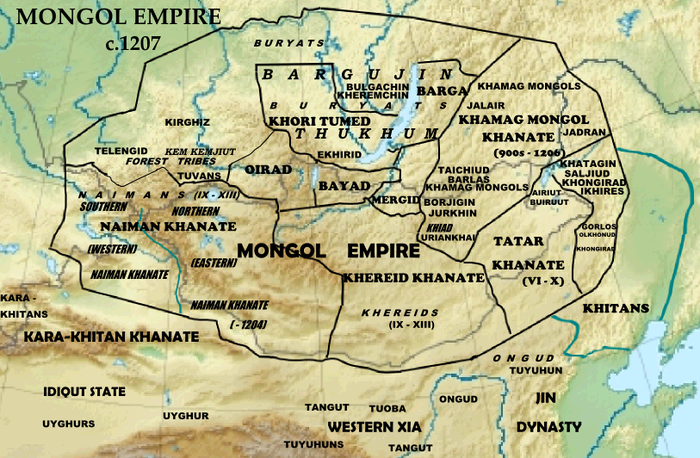 MONGOL EMPIRE
c.1207
BURYATS
BARGUJIN
BULGACHIN
KHEREMCHIN
BARGA
KHAMAG MONGOLS
BURYATS
JALAIR
KHORI TUMED
KHAMAG MONGOL
KHANATE
(900s - 1206)
KIRGHIZ
THUKHUM
JADRAN
TELENGID
KEM KEMJIUT
FOREST TRIBES
EKHIRID
TUVANS
OIRAD
BAYAD
MERGID
TAICHIUD
BARLAS
KHAMAG MONGOLS
BORJIGIN
JURKHIN
KHATAGIN
SALJIUD
KHONGIRAD
IKHIRES
AIRIUT
BUIRUUT
NAIMANS (IX - XIII)
SOUTHERN
NORTHERN
NAIMAN KHANATE
KHIAD
URIANKHAI
GORLOS
OLKHONUD
KHONGIRAD
(WESTERN)
(EASTERN)
MONGOL EMPIRE
TATAR
KHANATE
(VI - X)
NAIMAN KHANATE
KHEREID KHANATE
NAIMAN KHANATE
( -1204)
KHEREIDS
(IX - XIII)
KHITANS
KARA -
KHITANS
KARA-KHITAN KHANATE
ONGUD
TUYUHUN
IDIQUT STATE
UYGHURS
UYGHUR
TANGUT
TUOBA
ONGUD
JIN
DYNASTY
WESTERN XIA
TUYUHUNS
TANGUT